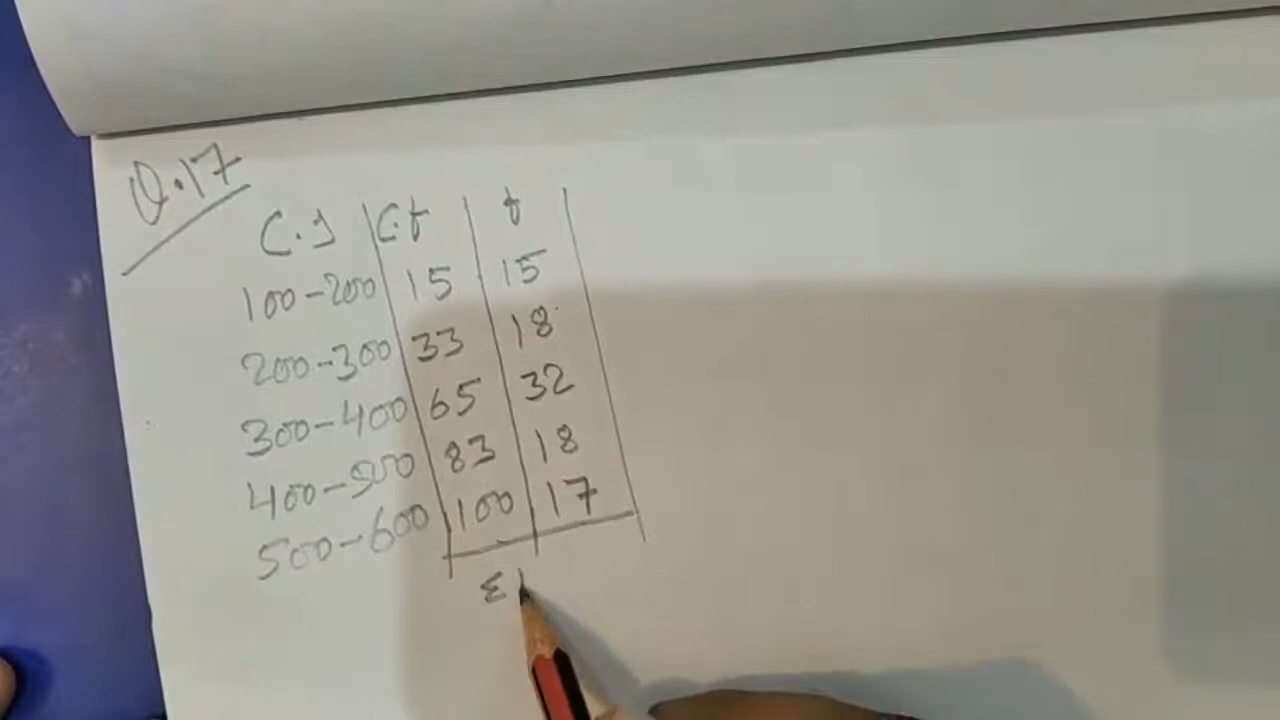 Q.17
C.I C.f f
100-200 15 15
200-300 33 18
300-400 65 32
400-500 83 18
500-600 100 17
Σ